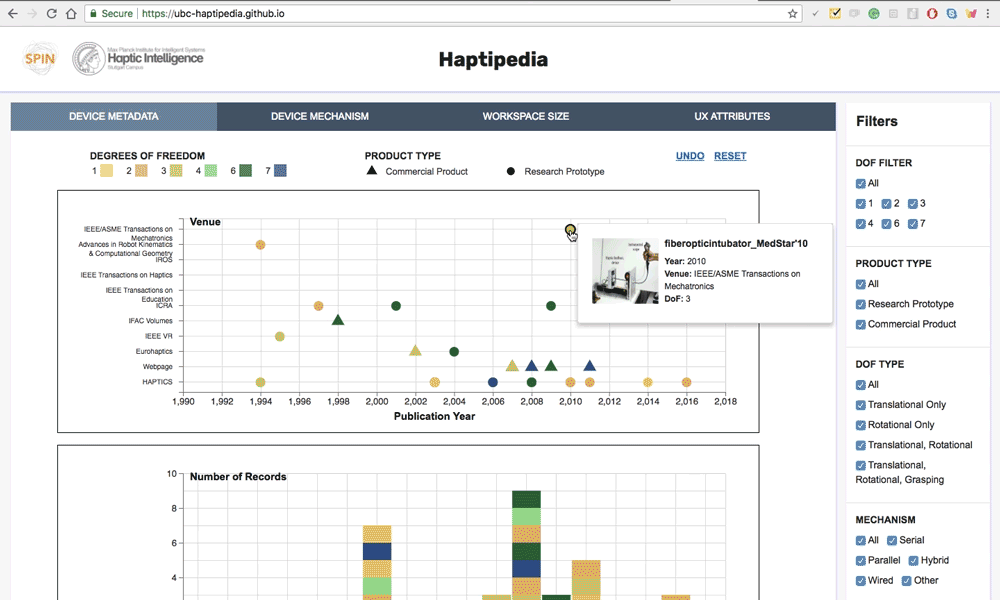 Secure
https://ubc-haptipedia.github.io
SPIN
Max Planck Institute for Intelligent Systems
Haptic Intelligence
Stuttgart Campus
Haptipedia
DEVICE METADATA
DEVICE MECHANISM
WORKSPACE SIZE
UX ATTRIBUTES
DEGREES OF FREEDOM
1 2 3 4 6 7
PRODUCT TYPE
Commercial Product
Research Prototype
UNDO RESET
Venue
IEEE/ASME Transactions on
Mechatronics
Advances in Robot Kinematics
& Computational Geometry
IROS
IEEE Transactions on Haptics
IEEE Transactions on
Education
ICRA
IFAC Volumes
IEEE VR
Eurohaptics
Webpage
HAPTICS
1,990 1,992 1,994 1,996 1,998 2,000 2,002 2,004 2,006 2,008 2,010 2,012 2,014 2,016 2,018
Publication Year
fiberopticintubator_MedStar'10
Year: 2010
Venue: IEEE/ASME Transactions on
Mechatronics
DoF: 3
Number of Records
10
8
6
4
Filters
DOF FILTER
All
1 2 3
4 6 7
PRODUCT TYPE
All
Research Prototype
Commercial Product
DOF TYPE
All
Translational Only
Rotational Only
Translational, Rotational
Translational,
Rotational, Grasping
MECHANISM
All Serial
Parallel Hybrid
Wired Other